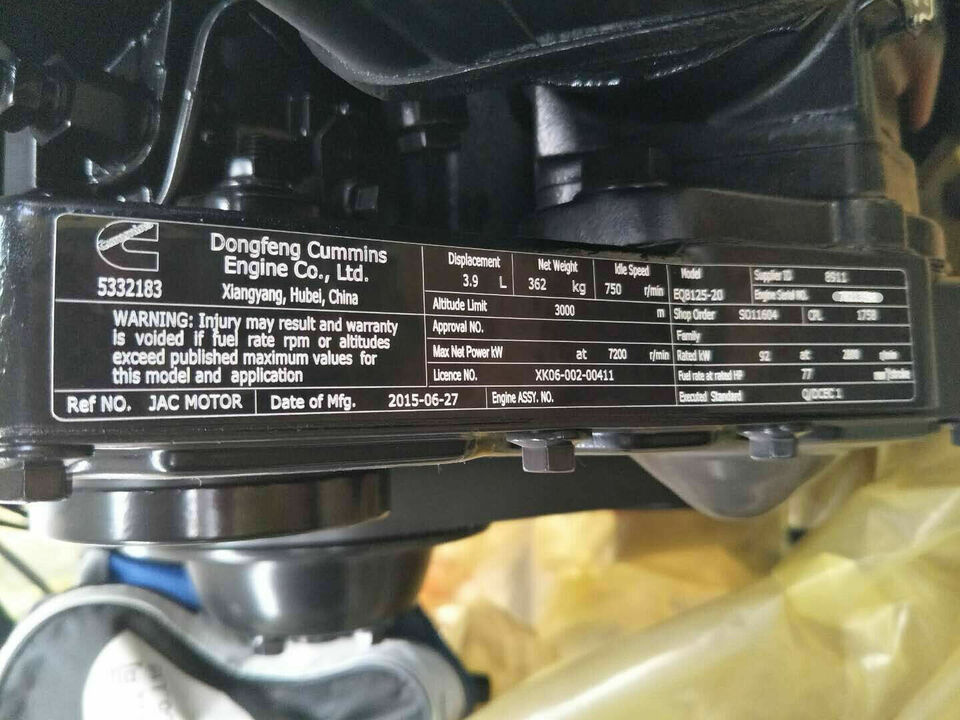 5332183
Dongfeng Cummins
Engine Co., Ltd.
Xiangyang, Hubei, China
WARNING: Injury may result and warranty
is voided if fuel rate rpm or altitudes
exceed published maximum values for
this model and application
Ref NO. JAC MOTOR Date of Mfg. 2015-06-27 Engine ASSY. NO.
Displacement 3.9 L
Net Weight 362 kg
Idle Speed 750 r/min
Altitude Limit 3000 m
Approval NO.
Max Net Power kW at 7200 r/min
Licence NO. XK06-002-00411
Model EQB125-20
Supplier ID 8911
Engine Serial NO.
Shop Order SO11604 CPL 1758
Family
Rated kW 92 at r/min
Fuel rate at rated HP 77
Executed Standard